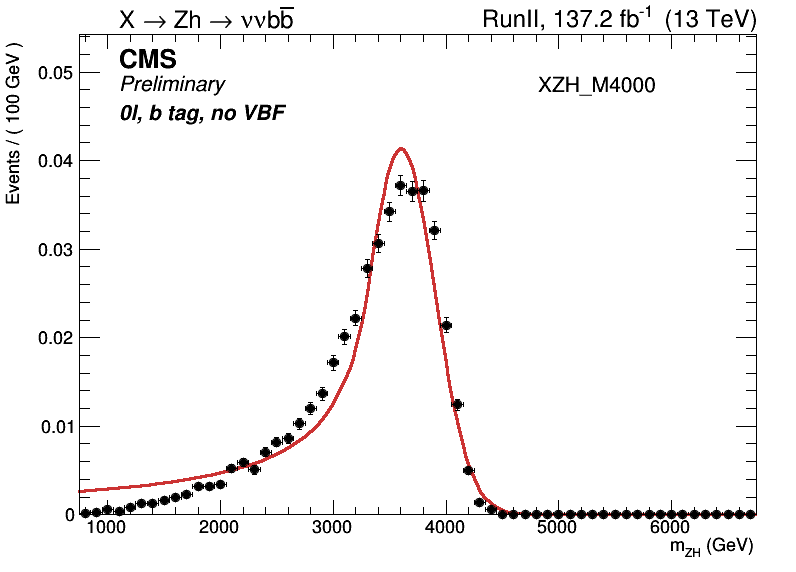 X → Zh → ννbb̅
RunII, 137.2 fb⁻¹ (13 TeV)
CMS
Preliminary
0l, b tag, no VBF
XZH_M4000
Events / ( 100 GeV )
0.05
0.04
0.03
0.02
0.01
0
1000 2000 3000 4000 5000 6000
m_ZH (GeV)